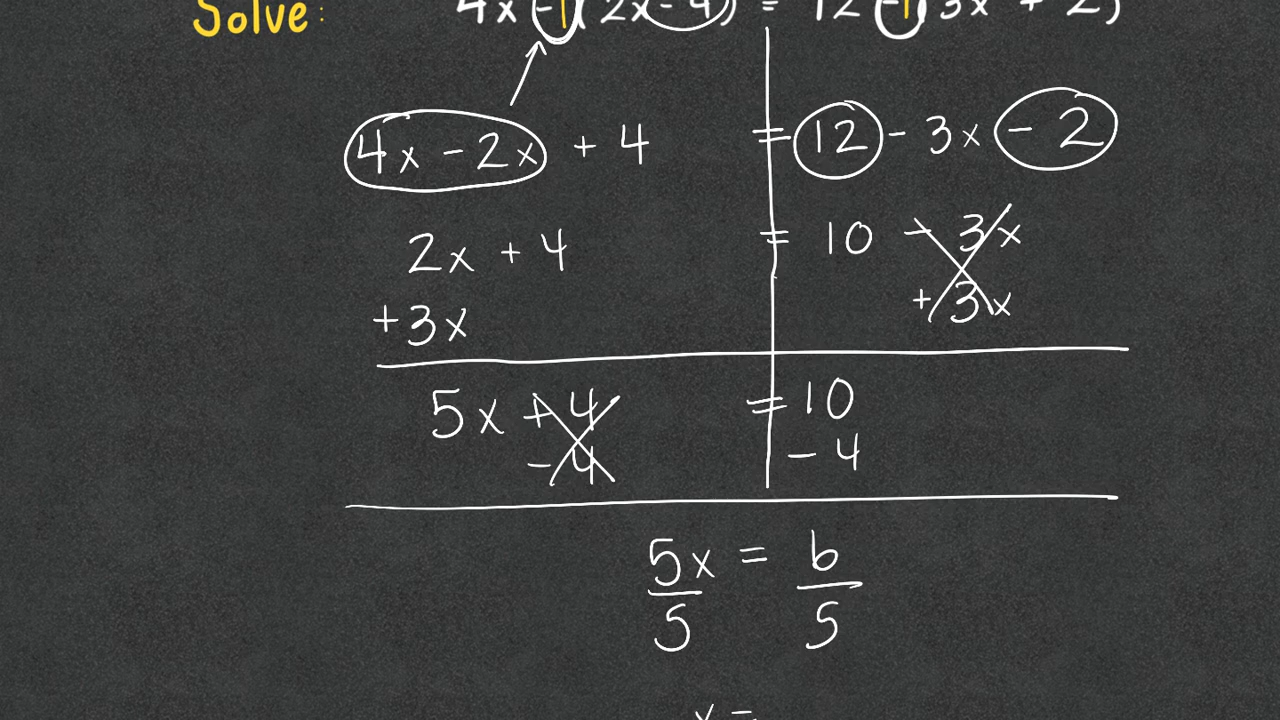 Solve: 4x -1(2x - 4) = 12 -1(3x + 2)
4x - 2x + 4 = 12 - 3x - 2
2x + 4 = 10 - 3x
+3x + 3x
5x + 4 = 10
- 4 - 4
5x = 6
5 5
x =